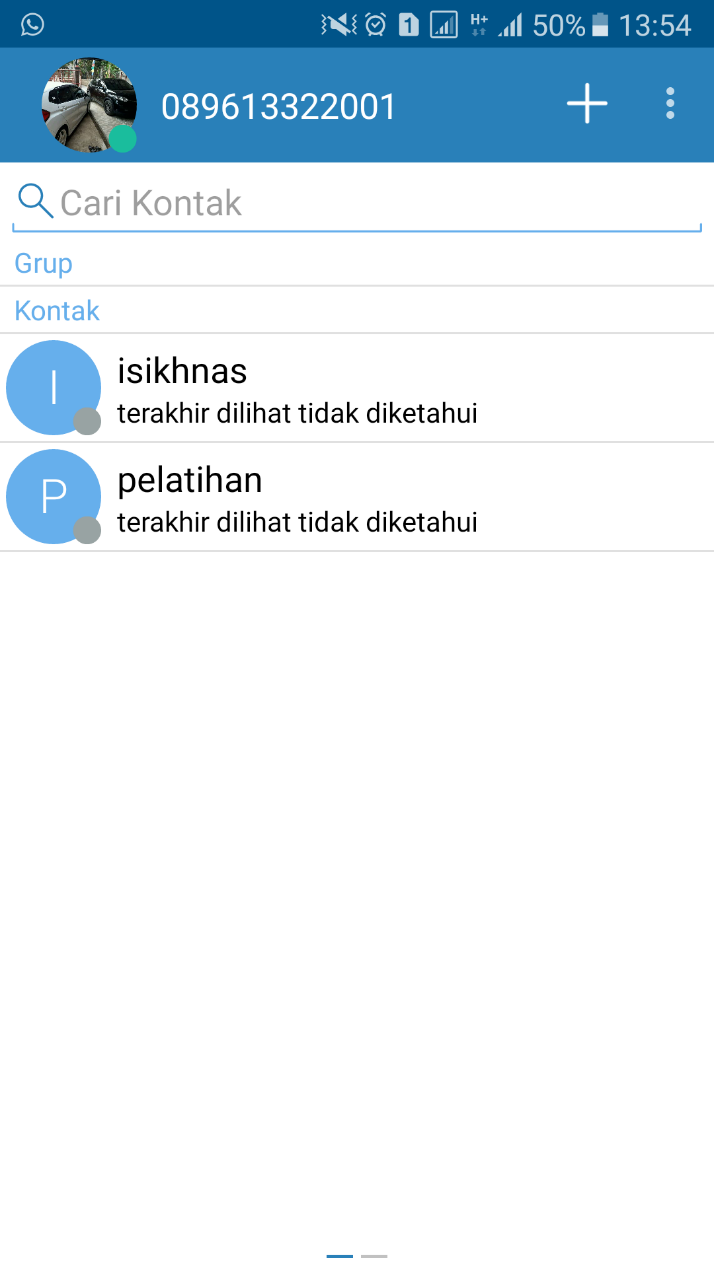 50% 13:54
089613322001
Cari Kontak
Grup
Kontak
I
isikhnas
terakhir dilihat tidak diketahui
P
pelatihan
terakhir dilihat tidak diketahui